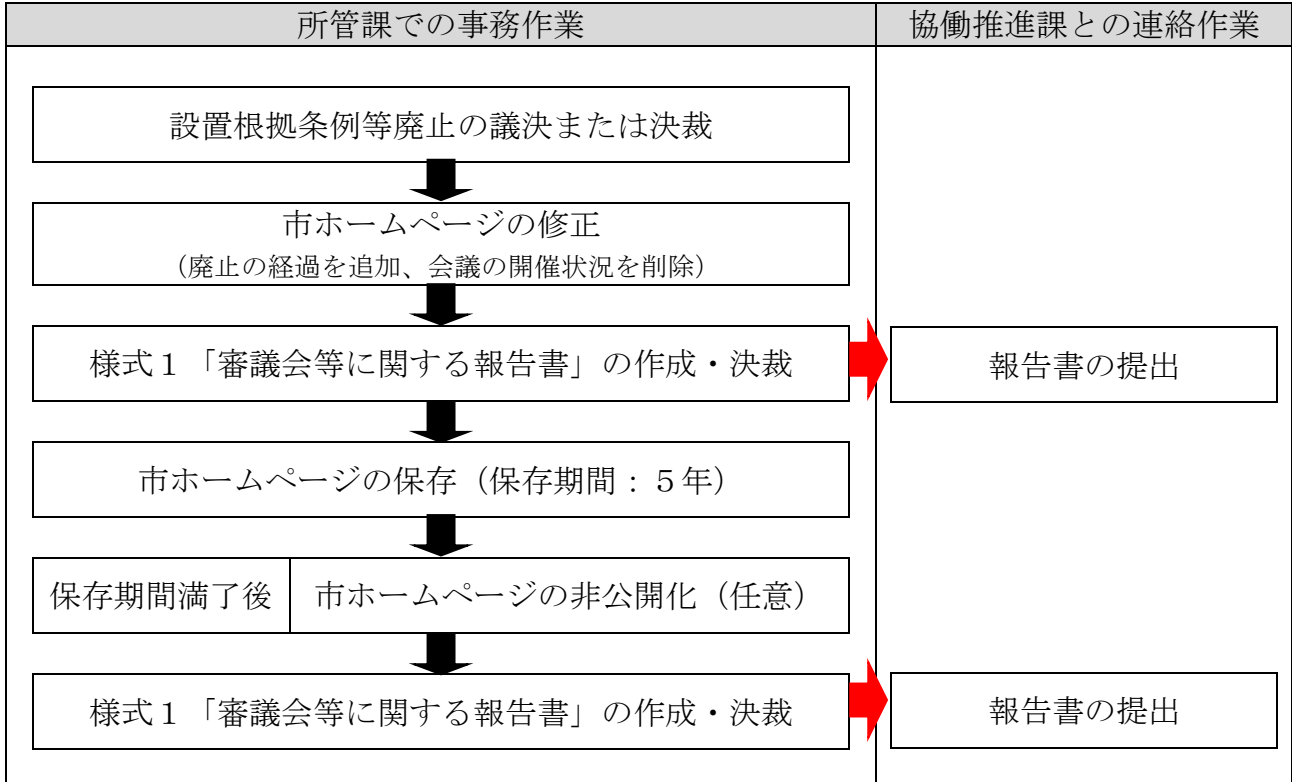 所管課での事務作業
協働推進課との連絡作業
設置根拠条例等廃止の議決または決裁
市ホームページの修正
(廃止の経過を追加、会議の開催状況を削除)
様式1「審議会等に関する報告書」の作成・決裁
報告書の提出
市ホームページの保存(保存期間:5年)
保存期間満了後
市ホームページの非公開化(任意)
様式1「審議会等に関する報告書」の作成・決裁
報告書の提出